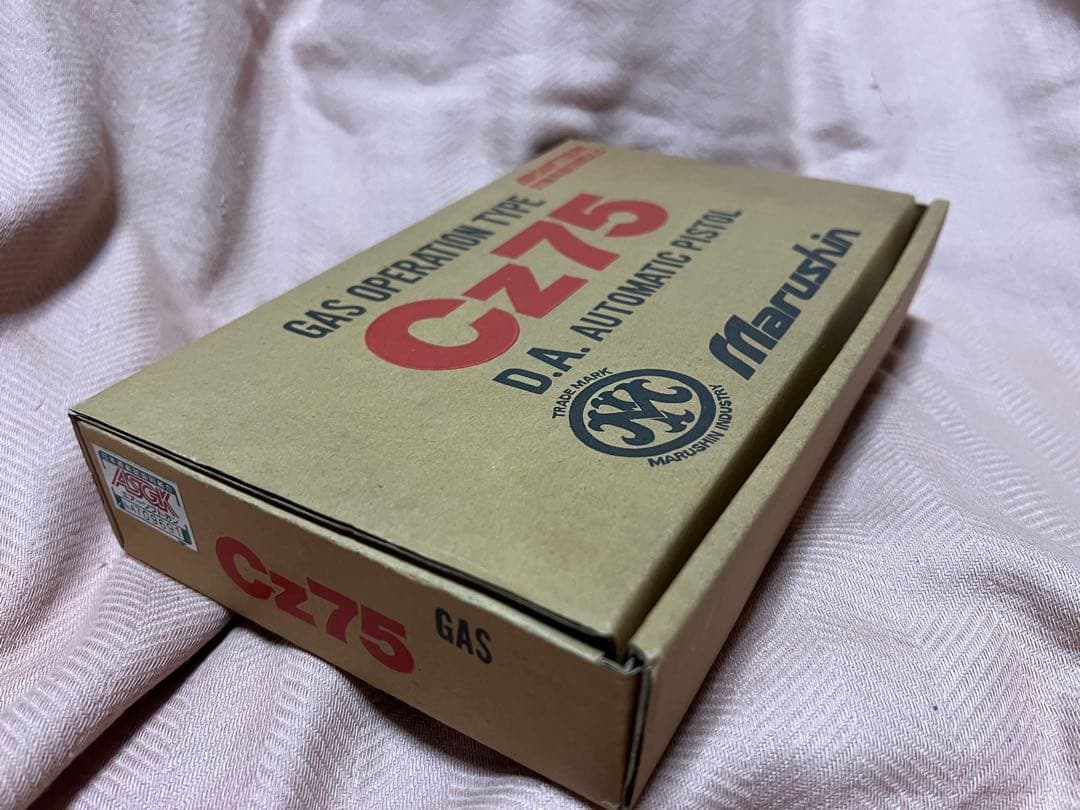 GAS OPERATION TYPE
Cz75
D.A. AUTOMATIC PISTOL
Marushin
TRADE MARK
MARUSHIN INDUSTRY
ASGK
Cz75
GAS